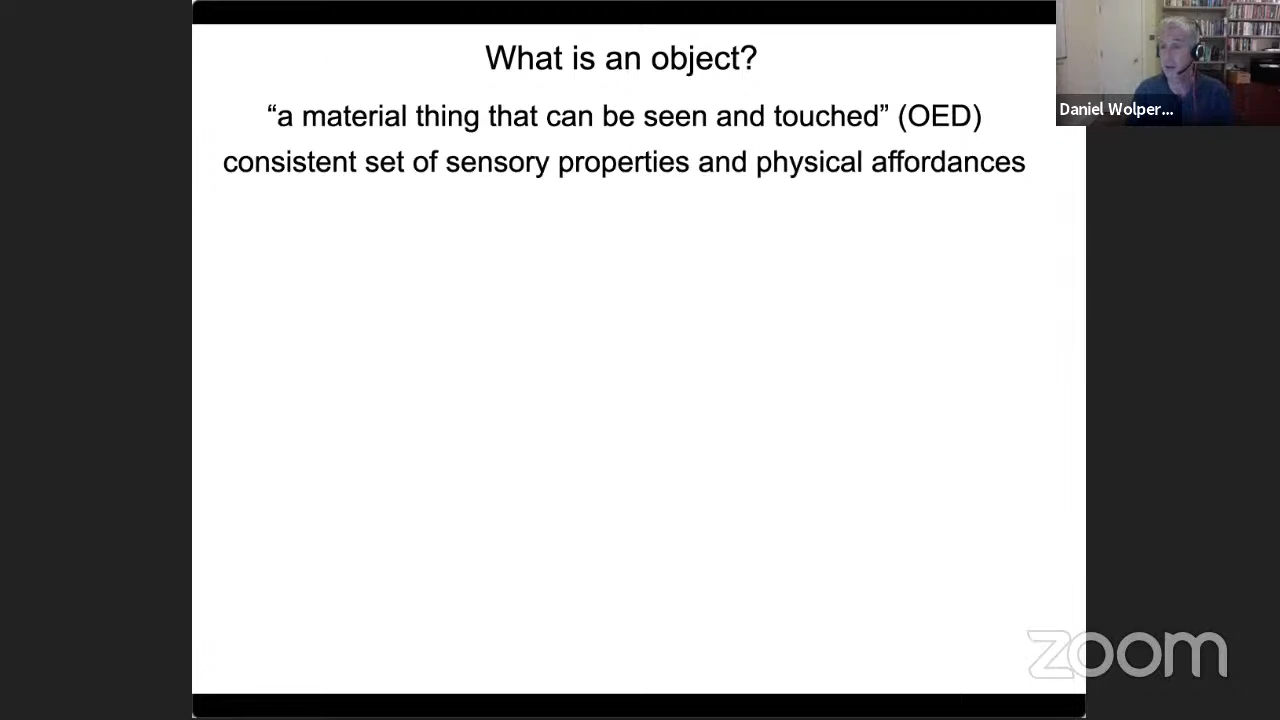 What is an object?
“a material thing that can be seen and touched” (OED)
consistent set of sensory properties and physical affordances
Daniel Wolper...
zoom